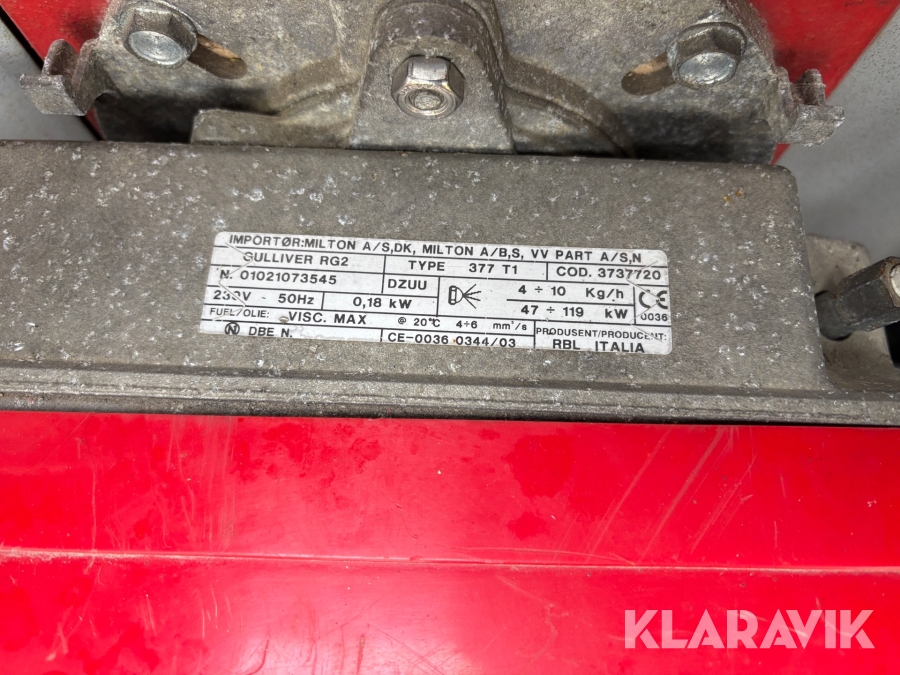 IMPORTØR:MILTON A/S,DK, MILTON A/B,S, VV PART A/S,N
GULLIVER RG2 TYPE 377 T1 COD. 3737720
N. 01021073545 DZUU 4 ÷ 10 Kg/h
230V - 50Hz 0,18 kW 47 ÷ 119 kW CE 0036
FUEL/OLIE: VISC. MAX @ 20°C 4÷6 mm²/s PRODUSENT/PRODUCENT:
N DBE N. CE-0036 0344/03 RBL ITALIA
KLARAVIK